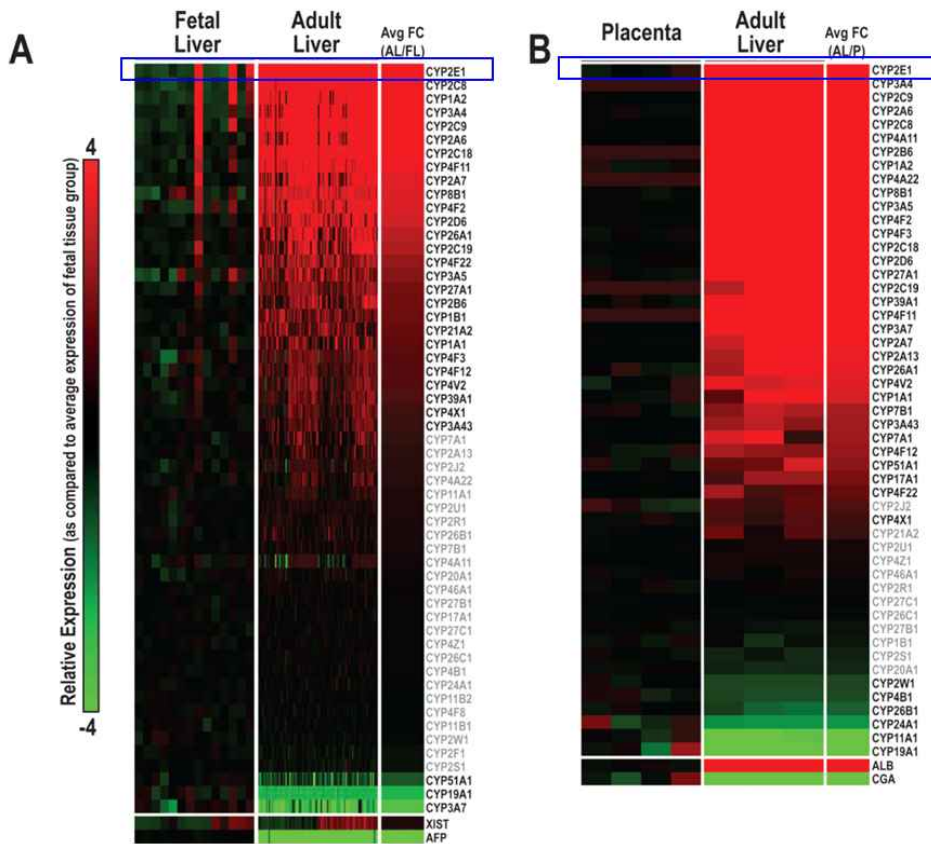 A
Fetal
Liver
Adult
Liver
Avg FC
(AL/FL)
4
Relative Expression (as compared to average expression of fetal tissue group)
-4
CYP2E1
CYP2C8
CYP1A2
CYP3A4
CYP2C9
CYP2A6
CYP2C18
CYP4F11
CYP2A7
CYP8B1
CYP4F2
CYP2D6
CYP26A1
CYP2C19
CYP4F22
CYP3A5
CYP27A1
CYP2B6
CYP1B1
CYP21A2
CYP1A1
CYP4F3
CYP4F12
CYP4V2
CYP39A1
CYP4X1
CYP3A43
CYP7A1
CYP2A13
CYP2J2
CYP4A22
CYP11A1
CYP2U1
CYP2R1
CYP26B1
CYP7B1
CYP4A11
CYP20A1
CYP46A1
CYP27B1
CYP17A1
CYP27C1
CYP4Z1
CYP26C1
CYP4B1
CYP24A1
CYP11B2
CYP4F8
CYP11B1
CYP2W1
CYP2F1
CYP2S1
CYP51A1
CYP19A1
CYP3A7
XIST
AFP
B
Placenta
Adult
Liver
Avg FC
(AL/P)
CYP2E1
CYP3A4
CYP2C9
CYP2A6
CYP2C8
CYP4A11
CYP2B6
CYP1A2
CYP4A22
CYP8B1
CYP3A5
CYP4F2
CYP4F3
CYP2C18
CYP2D6
CYP27A1
CYP2C19
CYP39A1
CYP4F11
CYP3A7
CYP2A7
CYP2A13
CYP26A1
CYP4V2
CYP1A1
CYP7B1
CYP3A43
CYP7A1
CYP4F12
CYP51A1
CYP17A1
CYP4F22
CYP2J2
CYP4X1
CYP21A2
CYP2U1
CYP4Z1
CYP46A1
CYP2R1
CYP27C1
CYP26C1
CYP27B1
CYP1B1
CYP2S1
CYP20A1
CYP2W1
CYP4B1
CYP26B1
CYP24A1
CYP11A1
CYP19A1
ALB
CGA